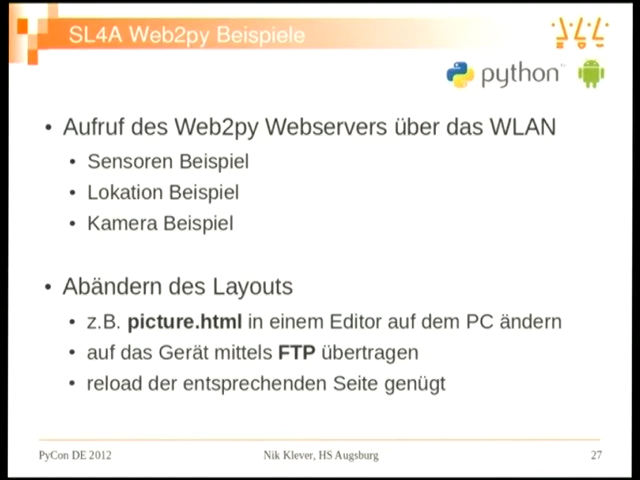 SL4A Web2py Beispiele
python
• Aufruf des Web2py Webservers über das WLAN
• Sensoren Beispiel
• Lokation Beispiel
• Kamera Beispiel
• Abändern des Layouts
• z.B. picture.html in einem Editor auf dem PC ändern
• auf das Gerät mittels FTP übertragen
• reload der entsprechenden Seite genügt
PyCon DE 2012 Nik Klever, HS Augsburg 27